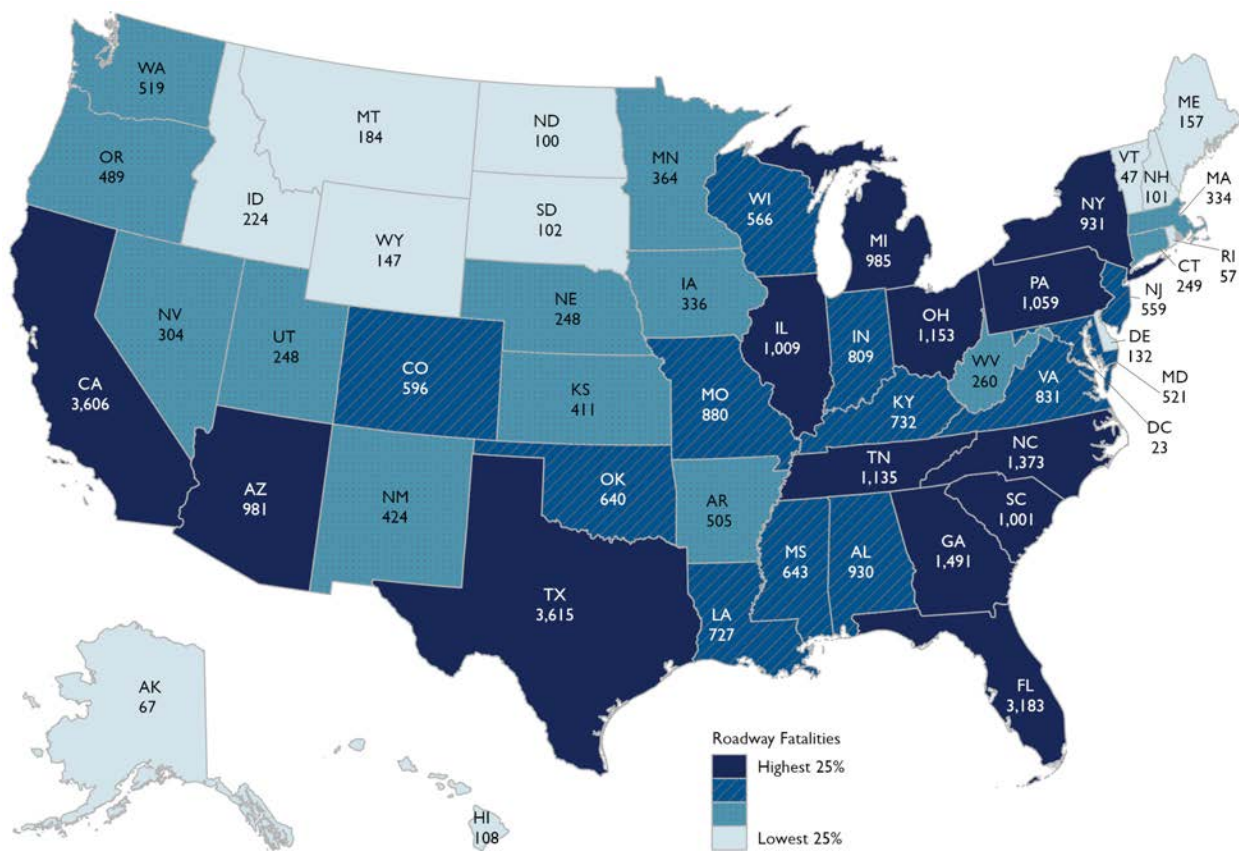 WA
519
MT
184
ND
100
MN
364
ME
157
VT
47
NH
101
MA
334
OR
489
ID
224
WY
147
SD
102
WI
566
MI
985
NY
931
RI
57
CT
249
NE
248
IA
336
IL
1,009
IN
809
OH
1,153
PA
1,059
NJ
559
DE
132
MD
521
DC
23
NV
304
UT
248
CO
596
KS
411
MO
880
KY
732
WV
260
VA
831
CA
3,606
AZ
981
NM
424
OK
640
AR
505
TN
1,135
NC
1,373
SC
1,001
TX
3,615
LA
727
MS
643
AL
930
GA
1,491
FL
3,183
AK
67
HI
108
Roadway Fatalities
Highest 25%
Lowest 25%